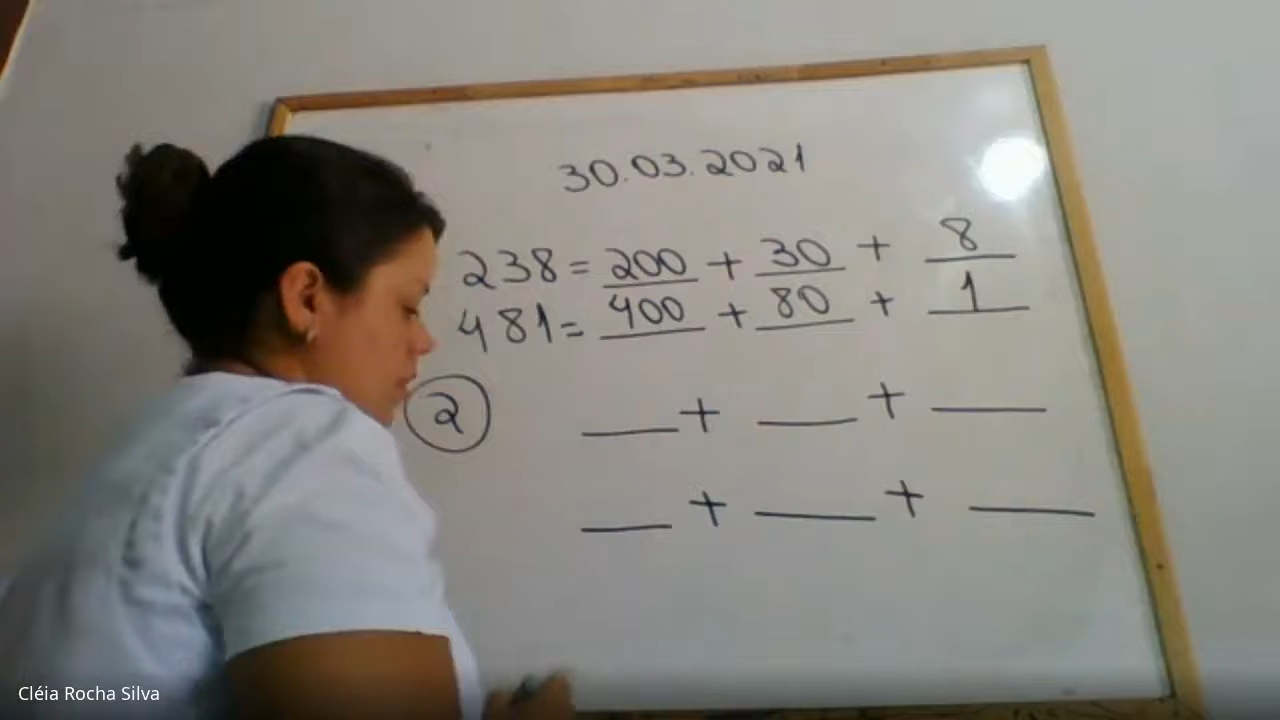 30.03.2021
238 = 200 + 30 + 8
481 = 400 + 80 + 1
2 ___ + ___ + ___
___ + ___ + ___
Cléia Rocha Silva